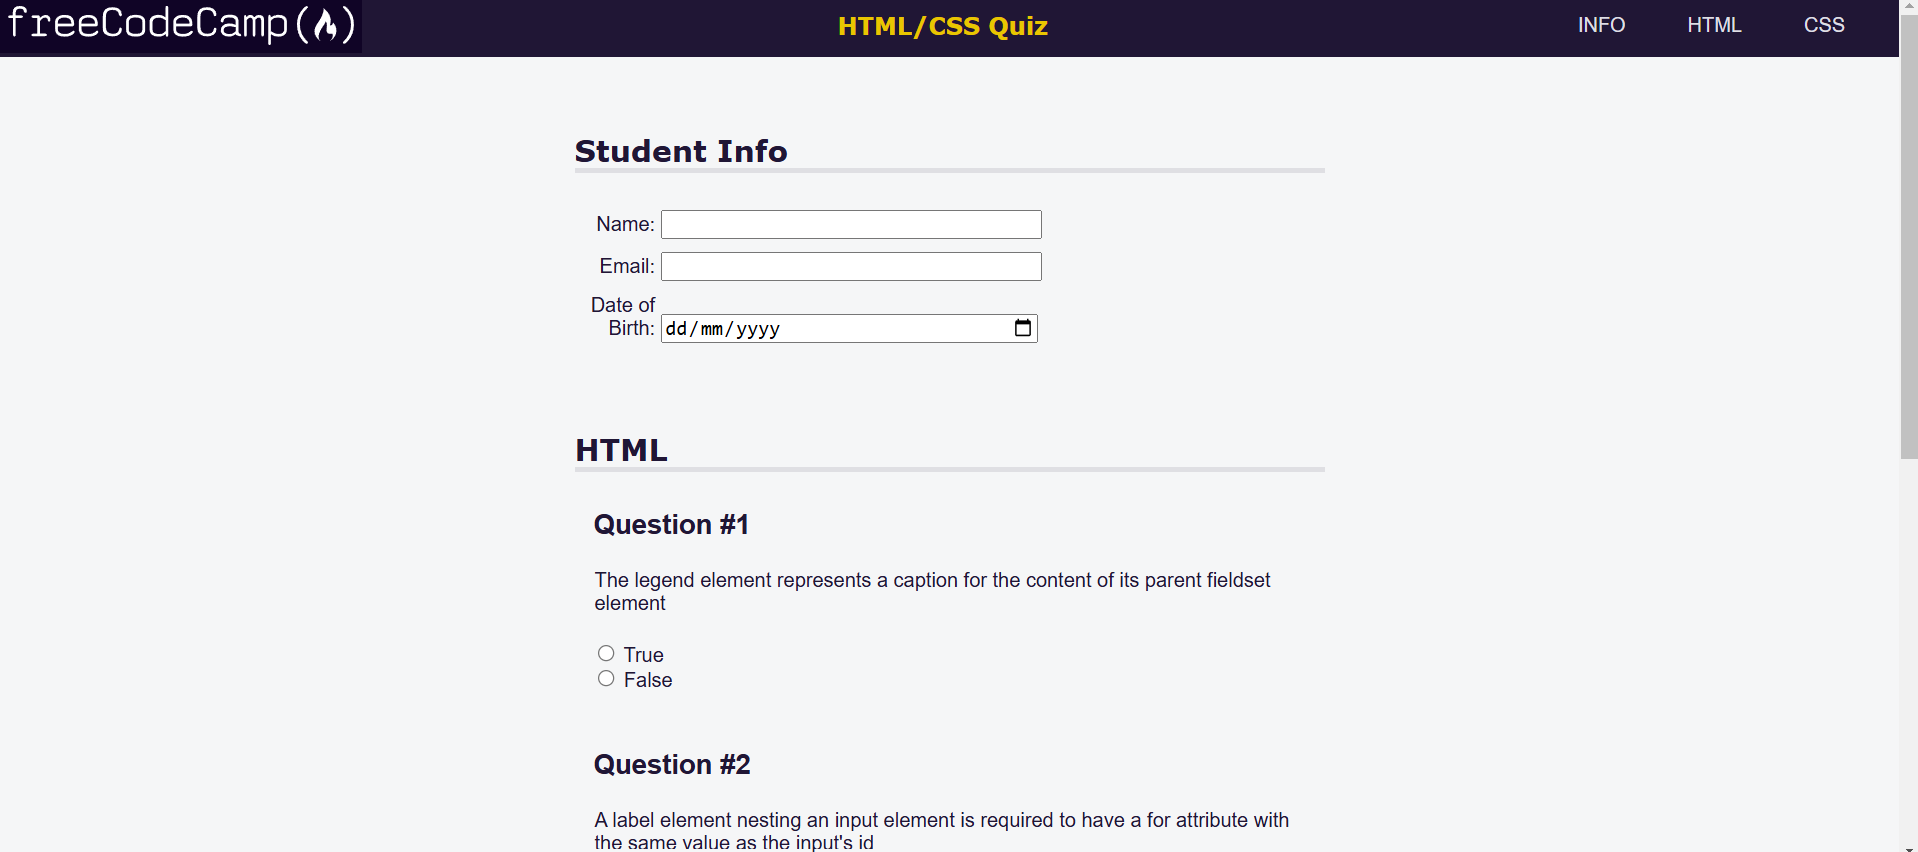 freeCodeCamp(🔥)
HTML/CSS Quiz
INFO HTML CSS
Student Info
Name:
Email:
Date of
Birth: dd/mm/yyyy
HTML
Question #1
The legend element represents a caption for the content of its parent fieldset
element
True
False
Question #2
A label element nesting an input element is required to have a for attribute with
the same value as the input's id